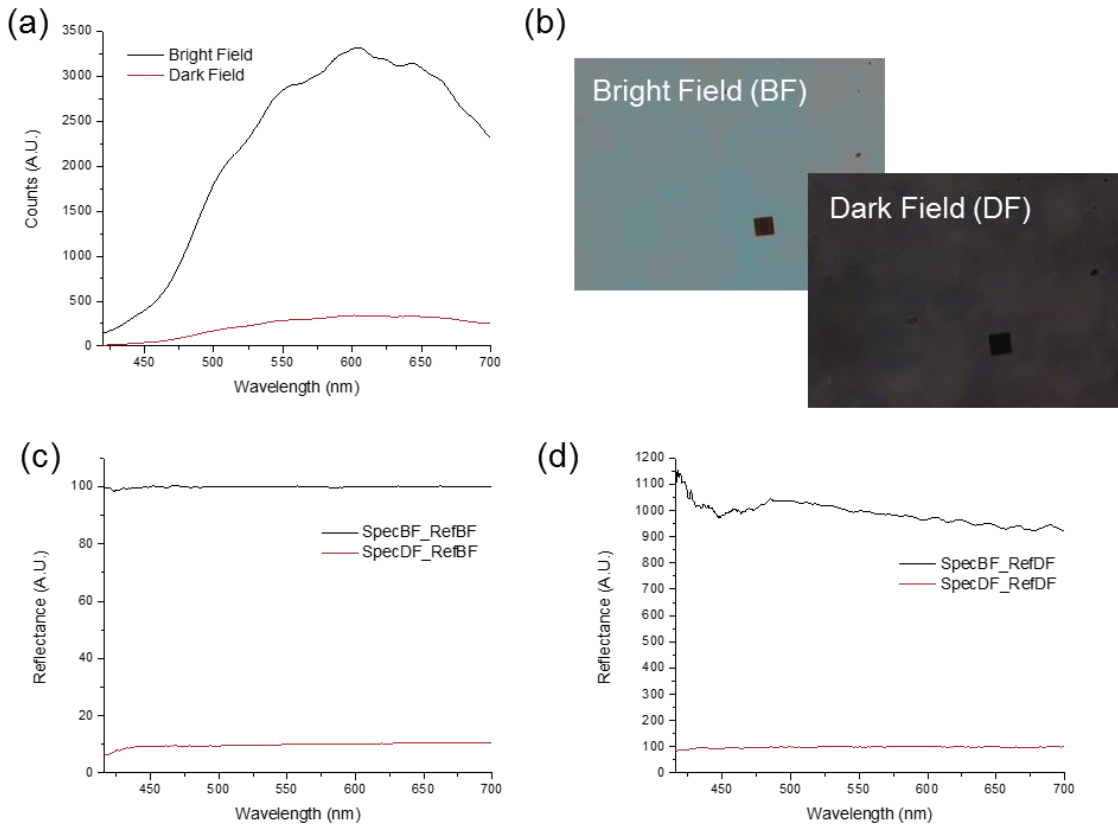 (a)
3500
3000
2500
2000
1500
1000
500
0
Counts (A.U.)
Bright Field
Dark Field
450
500
550
600
650
700
Wavelength (nm)
(b)
Bright Field (BF)
Dark Field (DF)
(c)
100
80
60
40
20
0
Reflectance (A.U.)
SpecBF_RefBF
SpecDF_RefBF
450
500
550
600
650
700
Wavelength (nm)
(d)
1200
1100
1000
900
800
700
600
500
400
300
200
100
0
Reflectance (A.U.)
SpecBF_RefDF
SpecDF_RefDF
450
500
550
600
650
700
Wavelength (nm)